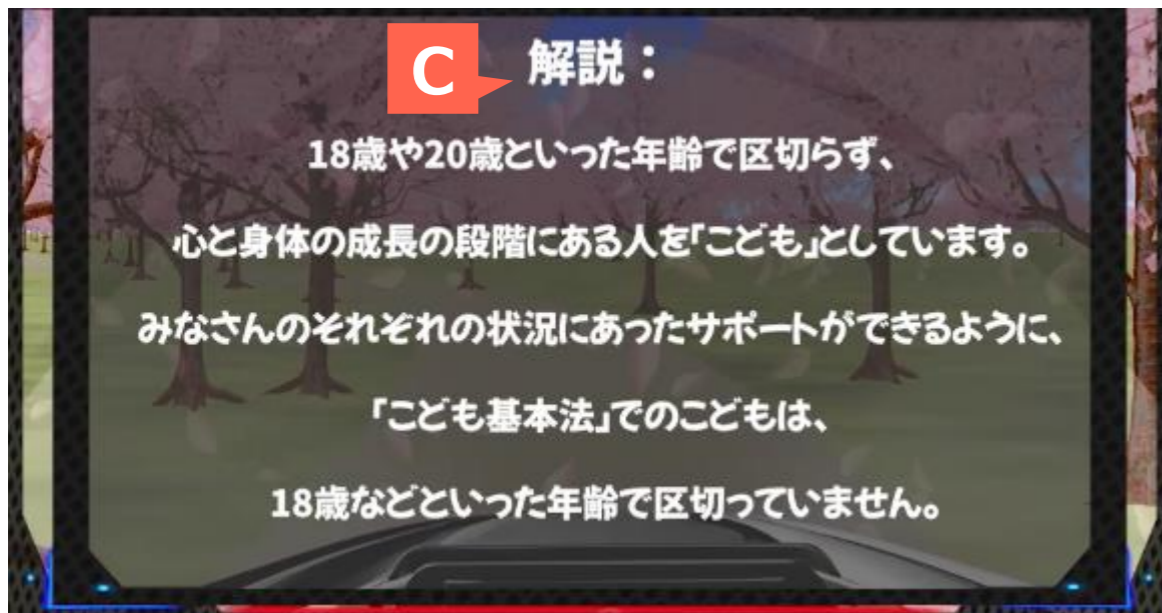 C
解説：
18歳や20歳といった年齢で区切らず、
心と身体の成長の段階にある人を「こども」としています。
みなさんのそれぞれの状況にあったサポートができるように、
「こども基本法」でのこどもは、
18歳などといった年齢で区切っていません。